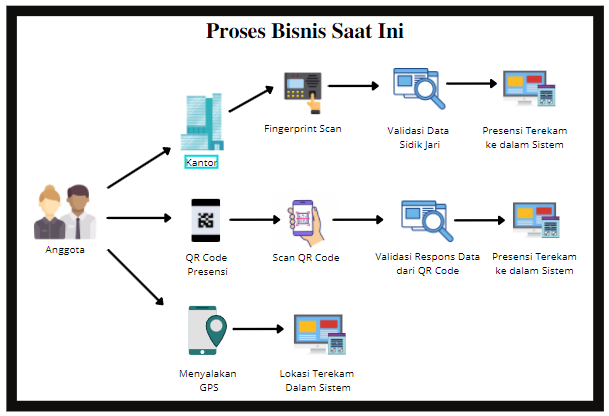 Proses Bisnis Saat Ini
Fingerprint Scan
Validasi Data
Sidik Jari
Presensi Terekam
ke dalam Sistem
Kantor
Anggota
QR Code
Presensi
Scan QR Code
Validasi Respons Data
dari QR Code
Presensi Terekam
ke dalam Sistem
Menyalakan
GPS
Lokasi Terekam
Dalam Sistem